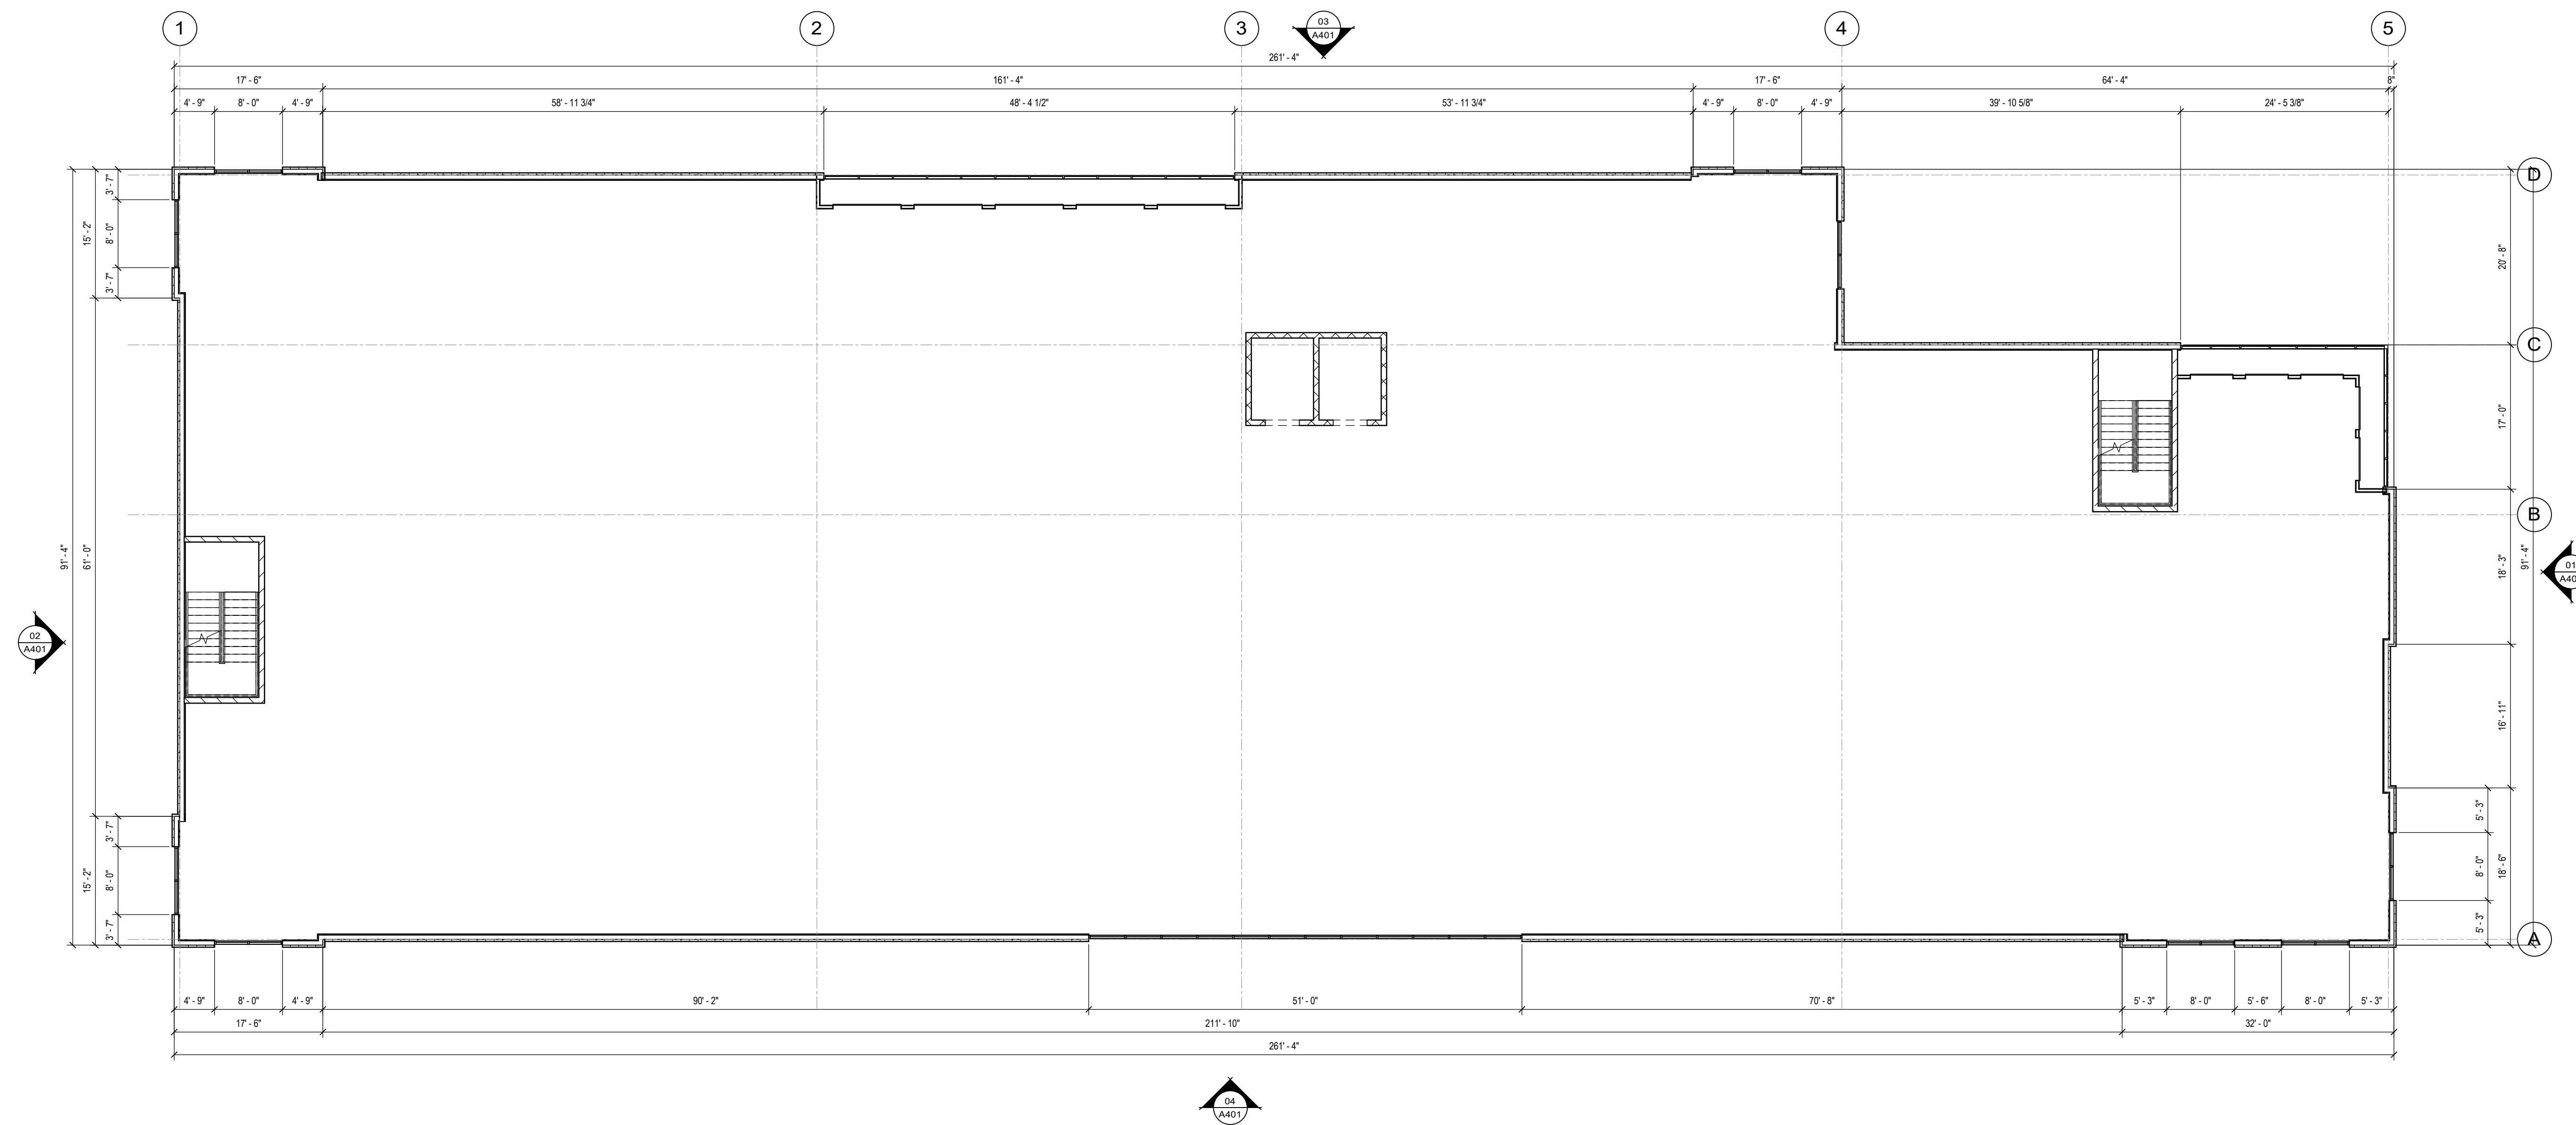 1
2
3
4
5
03
A401
261' - 4"
17' - 6"
161' - 4"
17' - 6"
64' - 4"
8"
4' - 9"
8' - 0"
4' - 9"
58' - 11 3/4"
48' - 4 1/2"
53' - 11 3/4"
4' - 9"
8' - 0"
4' - 9"
39' - 10 5/8"
24' - 5 3/8"
D
C
B
A
91' - 4"
15' - 2"
61' - 0"
15' - 2"
3' - 7"
8' - 0"
3' - 7"
3' - 7"
8' - 0"
3' - 7"
02
A401
20' - 8"
17' - 0"
18' - 3"
16' - 11"
18' - 6"
5' - 3"
8' - 0"
5' - 3"
91' - 4"
01
A40
4' - 9"
8' - 0"
4' - 9"
90' - 2"
51' - 0"
70' - 8"
5' - 3"
8' - 0"
5' - 6"
8' - 0"
5' - 3"
17' - 6"
211' - 10"
32' - 0"
261' - 4"
04
A401